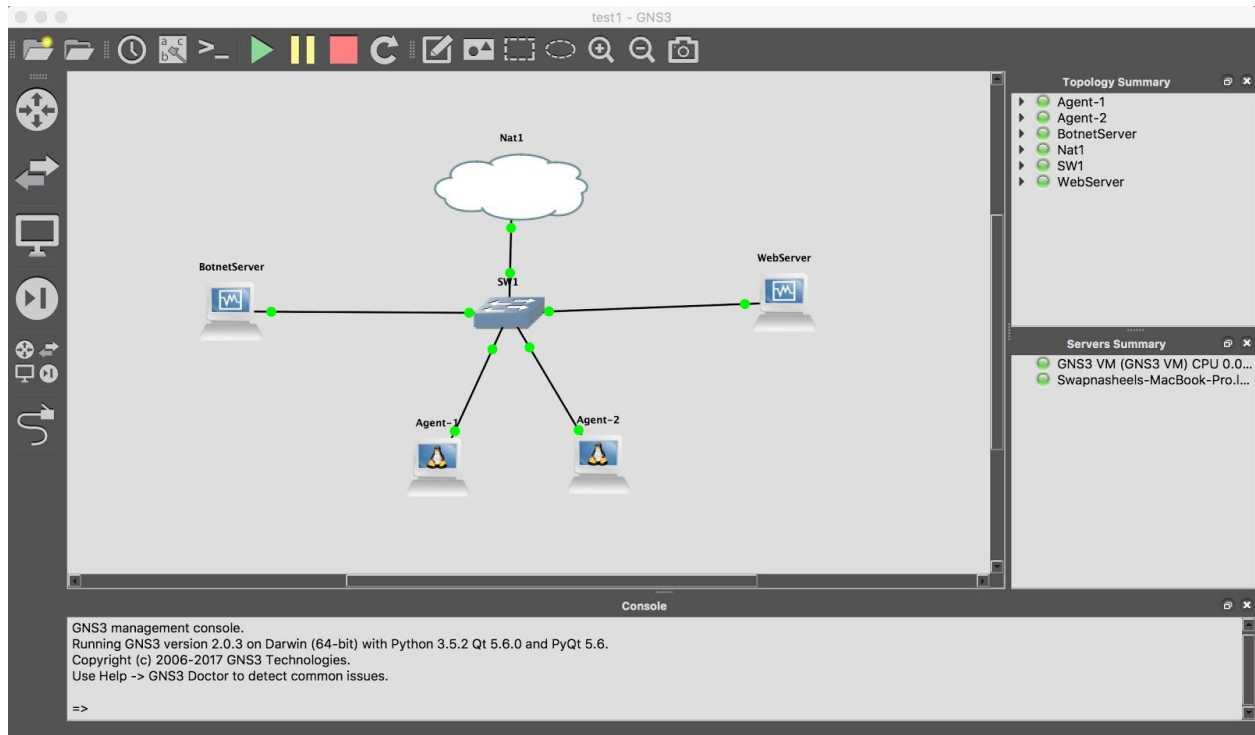 test1 - GNS3
Topology Summary
Agent-1
Agent-2
BotnetServer
Nat1
SW1
WebServer
Nat1
BotnetServer
SW1
WebServer
Agent-1
Agent-2
Servers Summary
GNS3 VM (GNS3 VM) CPU 0.0...
Swapnasheels-MacBook-Pro.l...
Console
GNS3 management console.
Running GNS3 version 2.0.3 on Darwin (64-bit) with Python 3.5.2 Qt 5.6.0 and PyQt 5.6.
Copyright (c) 2006-2017 GNS3 Technologies.
Use Help -> GNS3 Doctor to detect common issues.
=>